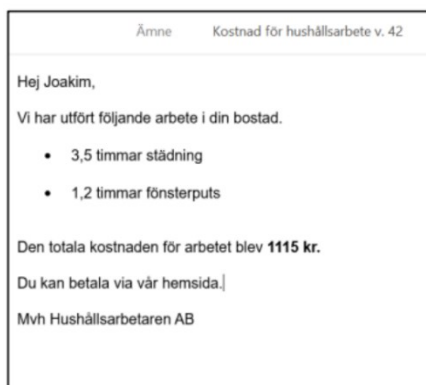 Ämne Kostnad för hushållsarbete v. 42
Hej Joakim,
Vi har utfört följande arbete i din bostad.
• 3,5 timmar städning
• 1,2 timmar fönsterputs
Den totala kostnaden för arbetet blev 1115 kr.
Du kan betala via vår hemsida.
Mvh Hushållsarbetaren AB